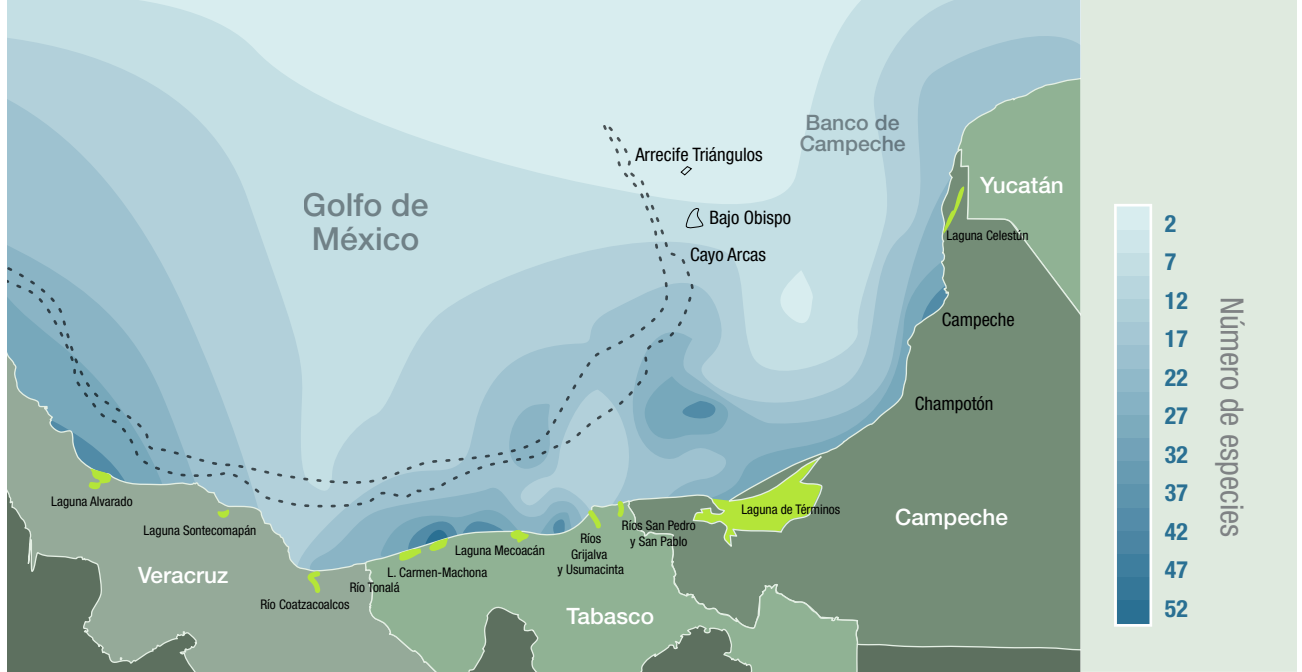 Banco de
Campeche
Arrecife Triángulos
Yucatán
Golfo de
México
Bajo Obispo
Laguna Celestún
Cayo Arcas
Campeche
Champotón
Laguna Alvarado
Laguna Sontecomapán
Laguna de Términos
Campeche
Ríos San Pedro
y San Pablo
Ríos
Grijalva
y Usumacinta
Laguna Mecoacán
L. Carmen-Machona
Río Tonalá
Veracruz
Río Coatzacoalcos
Tabasco
2
7
12
17
22
27
32
37
42
47
52
Número de especies